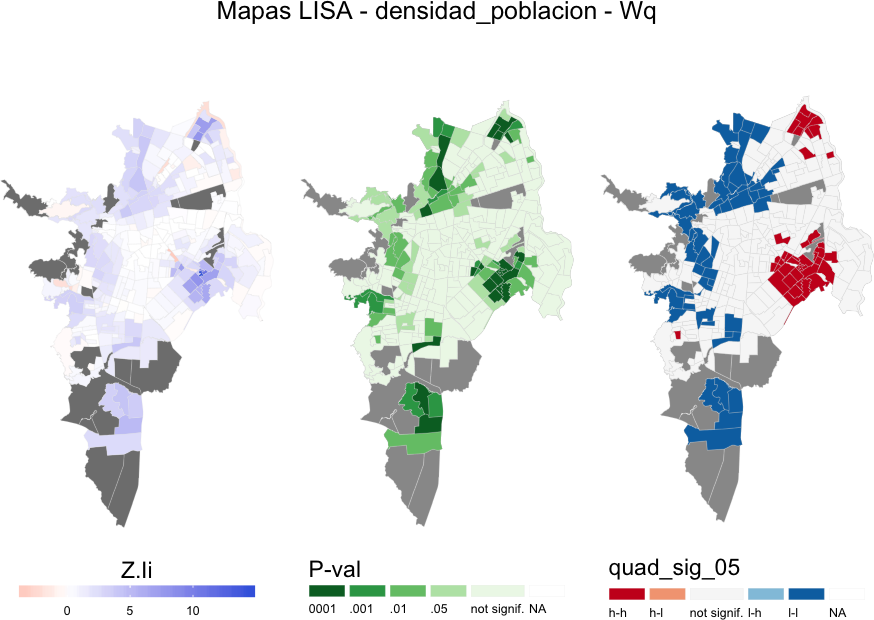 Mapas LISA - densidad_poblacion - Wq
Z.Ii
0 5 10
P-val
0001 .001 .01 .05 not signif. NA
quad_sig_05
h-h h-l not signif. l-h l-l NA